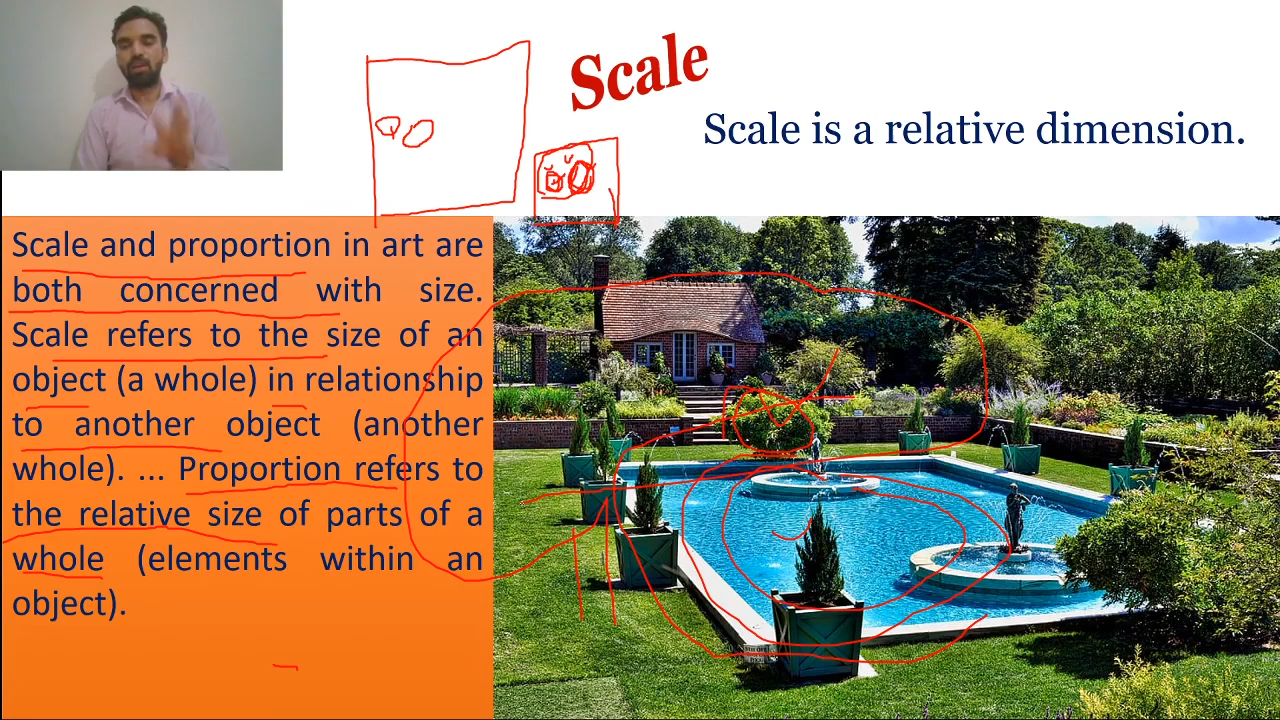 Scale
Scale is a relative dimension.
Scale and proportion in art are
both concerned with size.
Scale refers to the size of an
object (a whole) in relationship
to another object (another
whole). ... Proportion refers to
the relative size of parts of a
whole (elements within an
object).